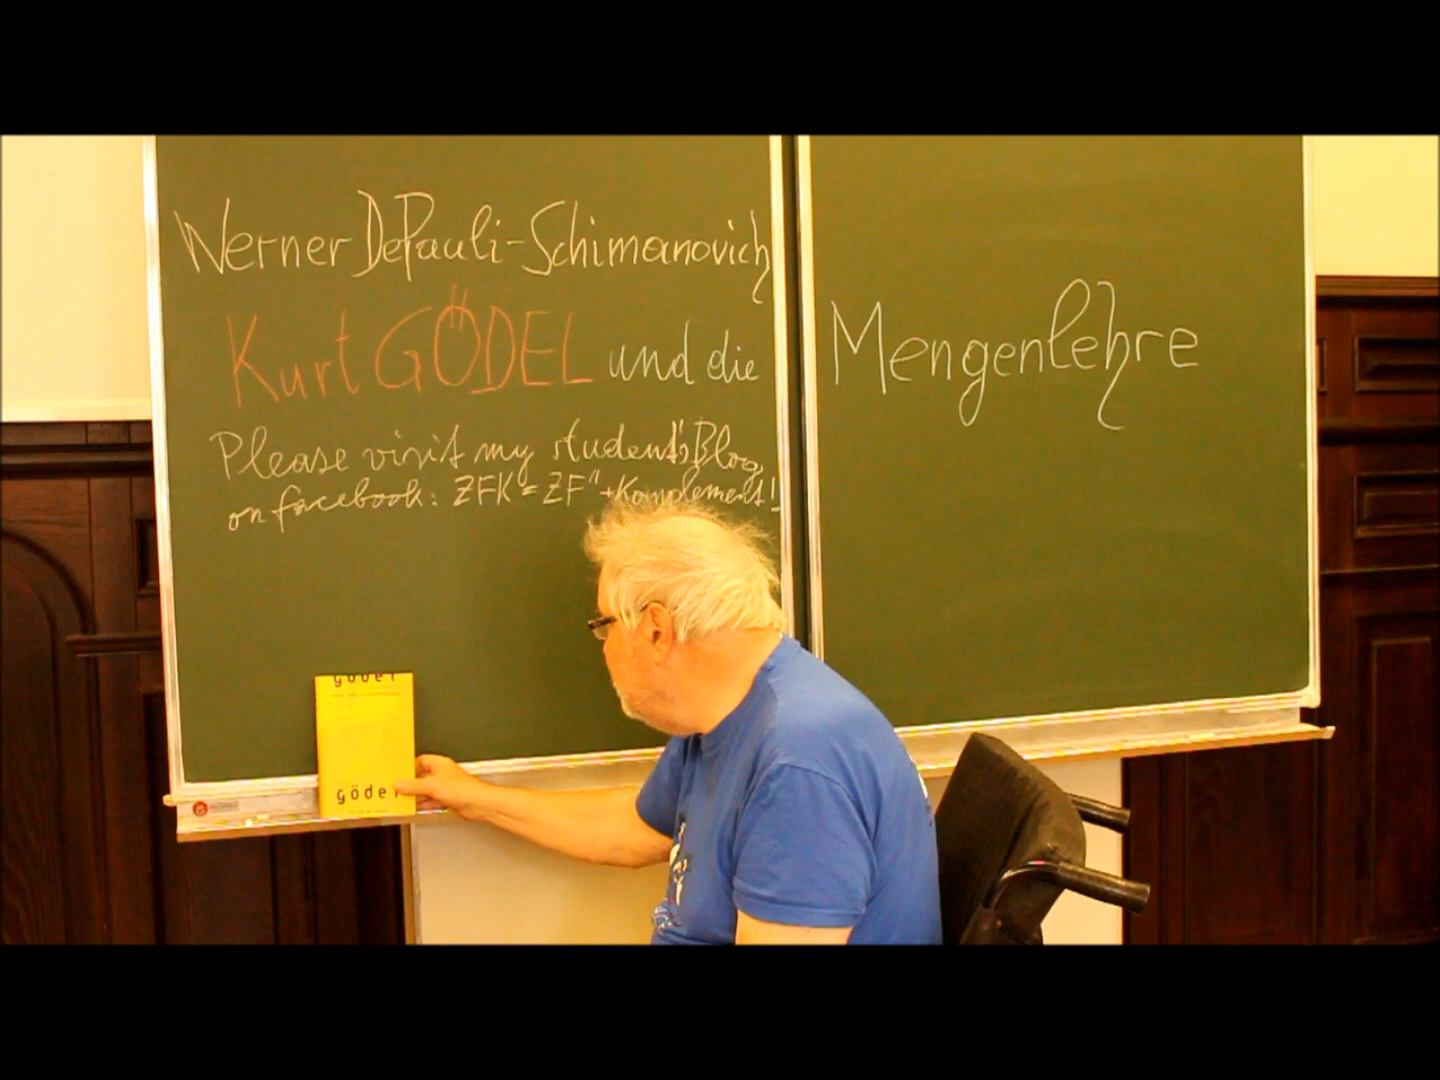 Werner DePauli-Schimanovich
Kurt GÖDEL und die
Mengenlehre
Please visit my student's Blog
on facebook: ZFK = ZF" + Komplement!
gödel
gödel